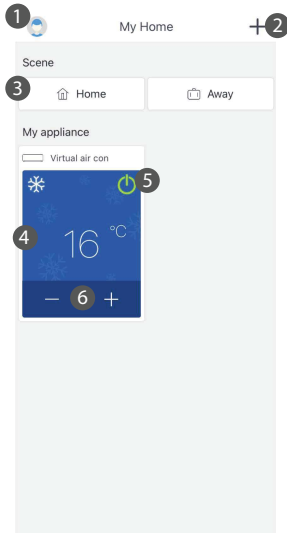 1 My Home + 2
Scene
3 Home Away
My appliance
Virtual air con
5
4 16 °C
− 6 +